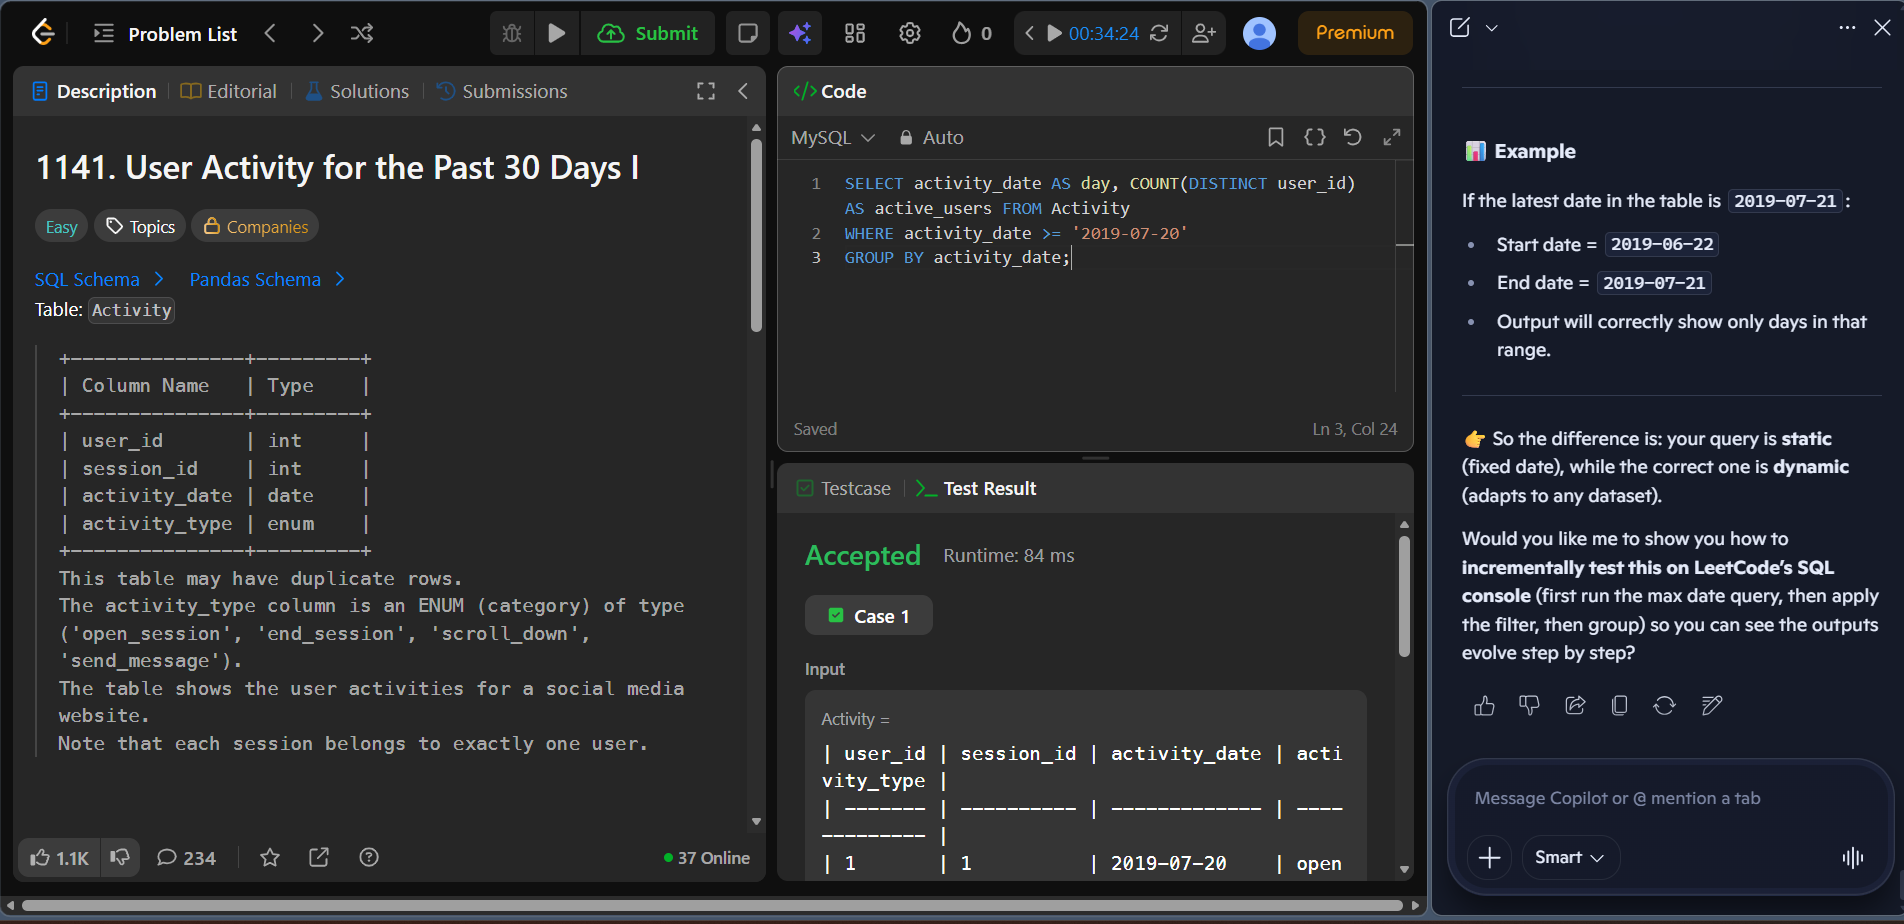 Problem List
Submit
0
00:34:24
Premium
Description
Editorial
Solutions
Submissions
1141. User Activity for the Past 30 Days I
Easy
Topics
Companies
SQL Schema
Pandas Schema
Table: Activity
+---------------+---------+
| Column Name   | Type    |
+---------------+---------+
| user_id       | int     |
| session_id    | int     |
| activity_date | date    |
| activity_type | enum    |
+---------------+---------+
This table may have duplicate rows.
The activity_type column is an ENUM (category) of type
('open_session', 'end_session', 'scroll_down',
'send_message').
The table shows the user activities for a social media
website.
Note that each session belongs to exactly one user.
1.1K
234
37 Online
</> Code
MySQL
Auto
1 SELECT activity_date AS day, COUNT(DISTINCT user_id)
AS active_users FROM Activity
2 WHERE activity_date >= '2019-07-20'
3 GROUP BY activity_date;
Saved
Ln 3, Col 24
Testcase
>_ Test Result
Accepted
Runtime: 84 ms
Case 1
Input
Activity =
| user_id | session_id | activity_date | acti
vity_type |
| ------- | ---------- | ------------- | ----
--------- |
| 1       | 1          | 2019-07-20    | open
Example
If the latest date in the table is 2019-07-21 :
• Start date = 2019-06-22
• End date = 2019-07-21
• Output will correctly show only days in that
range.
👉 So the difference is: your query is static
(fixed date), while the correct one is dynamic
(adapts to any dataset).
Would you like me to show you how to
incrementally test this on LeetCode's SQL
console (first run the max date query, then apply
the filter, then group) so you can see the outputs
evolve step by step?
Message Copilot or @ mention a tab
Smart